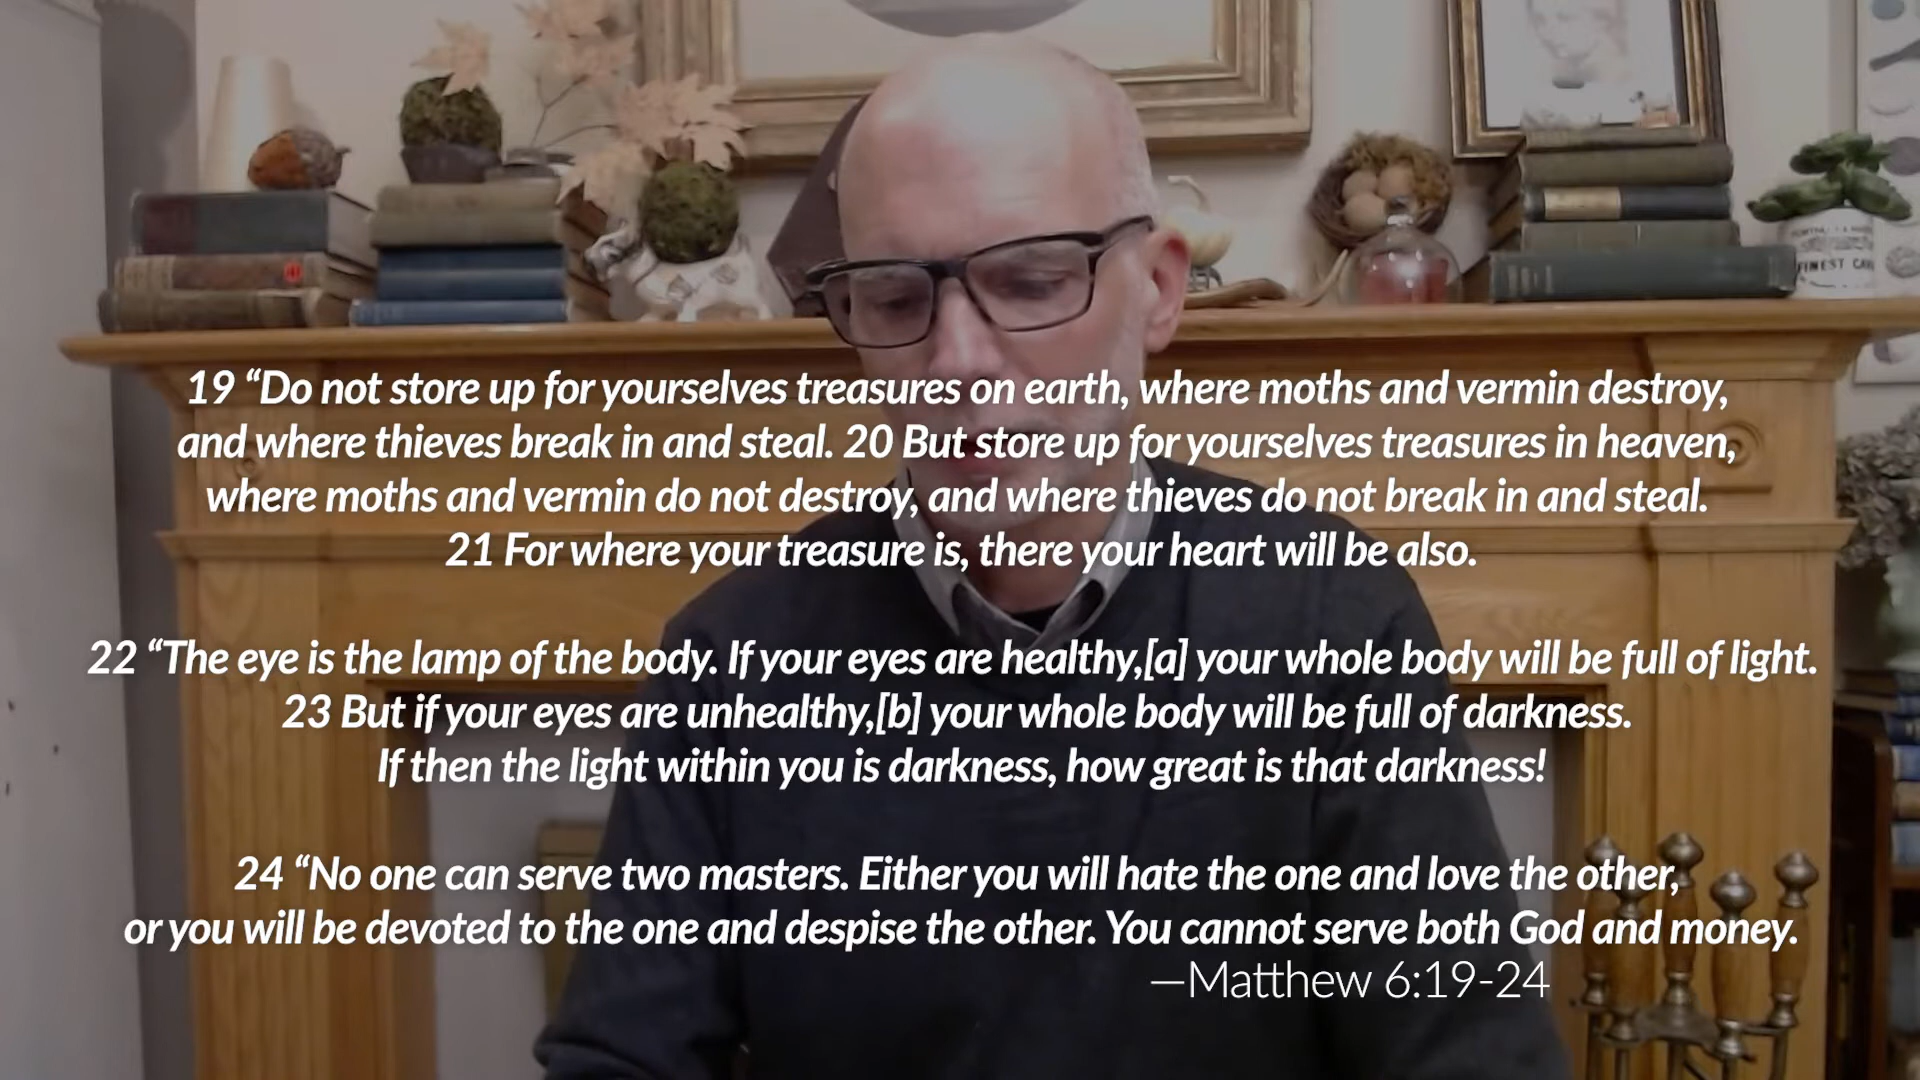 19 “Do not store up for yourselves treasures on earth, where moths and vermin destroy,
and where thieves break in and steal. 20 But store up for yourselves treasures in heaven,
where moths and vermin do not destroy, and where thieves do not break in and steal.
21 For where your treasure is, there your heart will be also.
22 “The eye is the lamp of the body. If your eyes are healthy,[a] your whole body will be full of light.
23 But if your eyes are unhealthy,[b] your whole body will be full of darkness.
If then the light within you is darkness, how great is that darkness!
24 “No one can serve two masters. Either you will hate the one and love the other,
or you will be devoted to the one and despise the other. You cannot serve both God and money.
—Matthew 6:19-24
FINEST